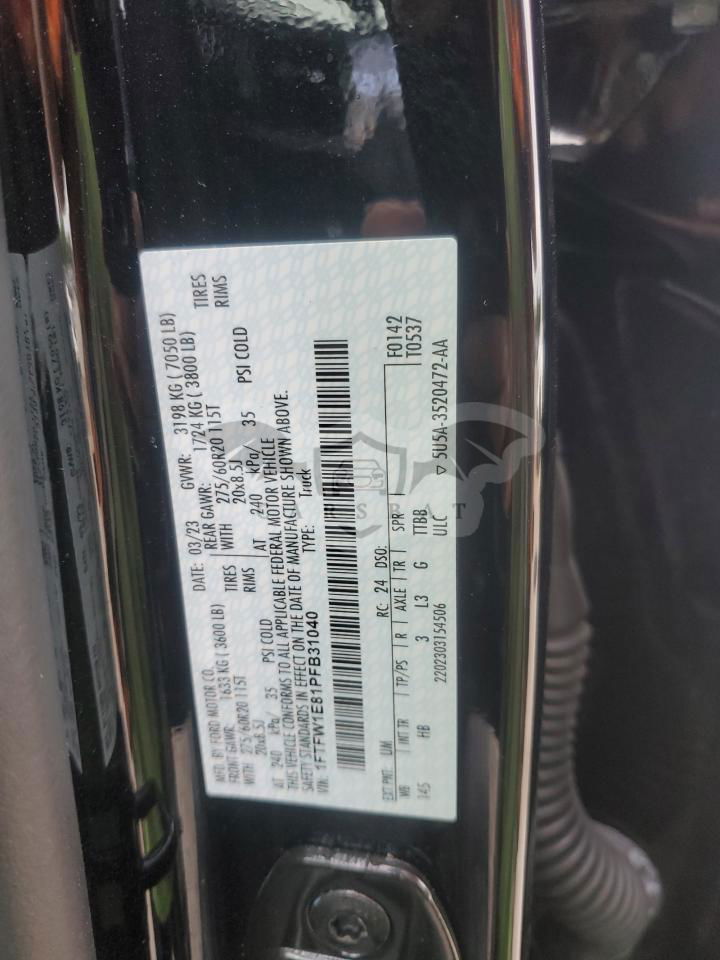 MFD. BY FORD MOTOR CO.
DATE: 03/23 GVWR: 3198 KG ( 7050 LB)
FRONT GAWR: 1633 KG (3600 LB) REAR GAWR: 1724 KG ( 3800 LB)
WITH 275/60R20 115T TIRES WITH 275/60R20 115T TIRES
20x8.5J RIMS 20x8.5J RIMS
AT 240 kPa/ 35 PSI COLD AT 240 kPa/ 35 PSI COLD
THIS VEHICLE CONFORMS TO ALL APPLICABLE FEDERAL MOTOR VEHICLE
SAFETY STANDARDS IN EFFECT ON THE DATE OF MANUFACTURE SHOWN ABOVE.
VIN: 1FTFW1E81PFB31040 TYPE: Truck
F0142
T0537
EXT PNT: UM RC: 24 DSO:
WB INT TR TP/PS R AXLE TR SPR
145 HB 3 L3 G TTBB
ULC
2202303154506 5U5A-3520472-AA